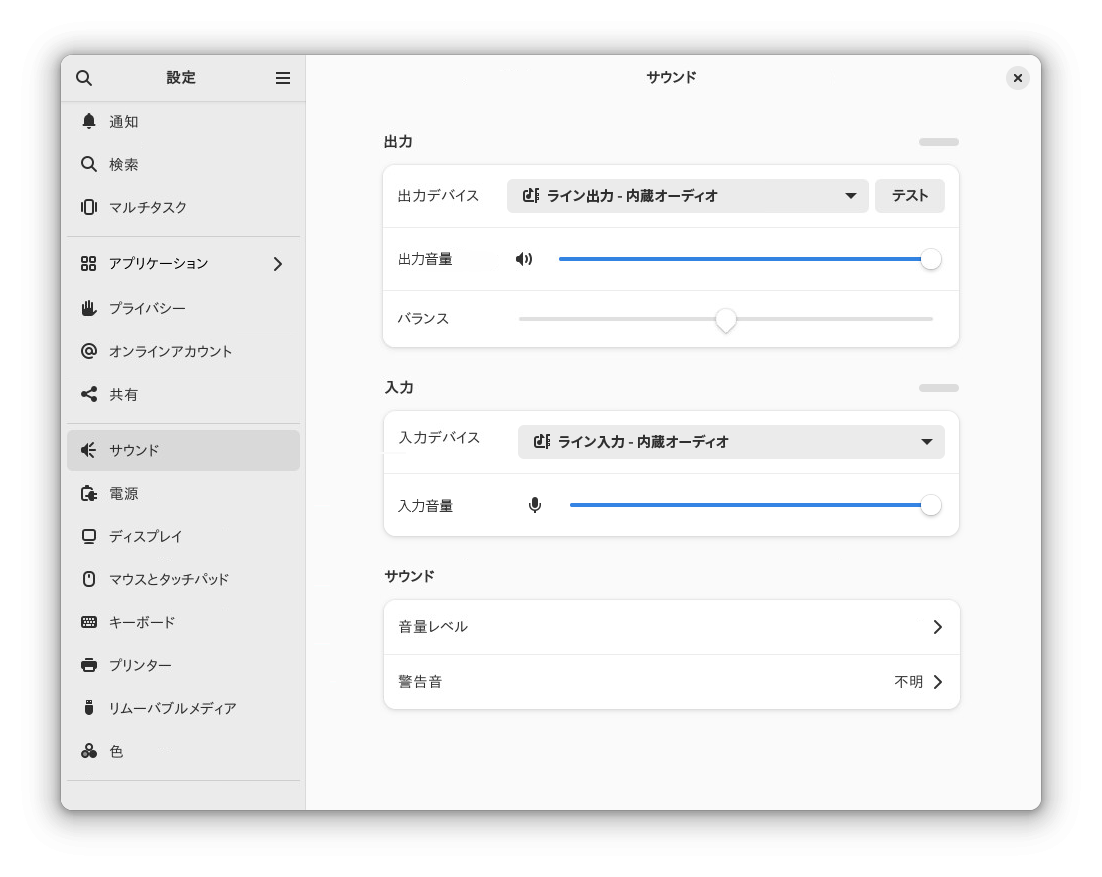 設定
通知
検索
マルチタスク
アプリケーション
プライバシー
オンラインアカウント
共有
サウンド
電源
ディスプレイ
マウスとタッチパッド
キーボード
プリンター
リムーバブルメディア
色
サウンド
出力
出力デバイス ライン出力 - 内蔵オーディオ テスト
出力音量
バランス
入力
入力デバイス ライン入力 - 内蔵オーディオ
入力音量
サウンド
音量レベル
警告音 不明